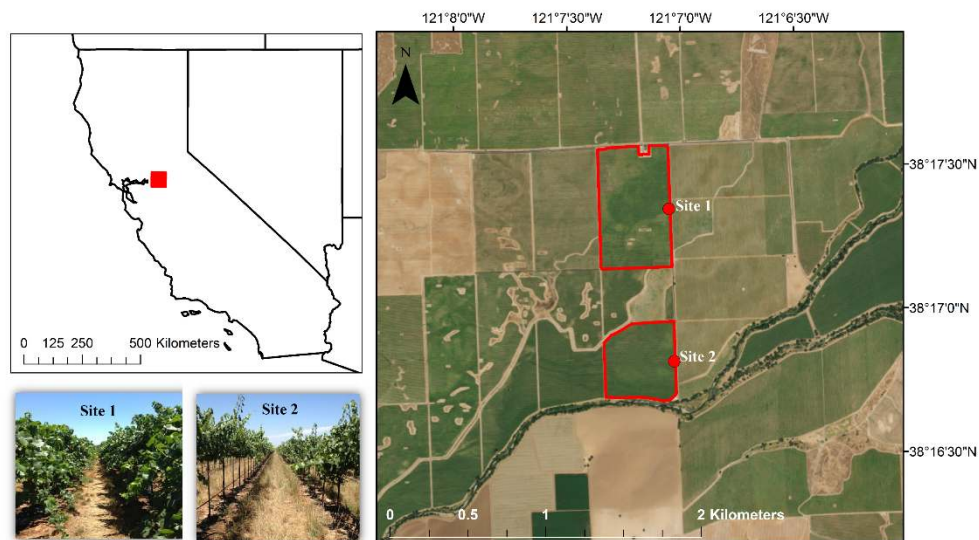 121°8'0"W 121°7'30"W 121°7'0"W 121°6'30"W
N
38°17'30"N
Site 1
38°17'0"N
Site 2
38°16'30"N
0 0.5 1 2 Kilometers
0 125 250 500 Kilometers
Site 1
Site 2